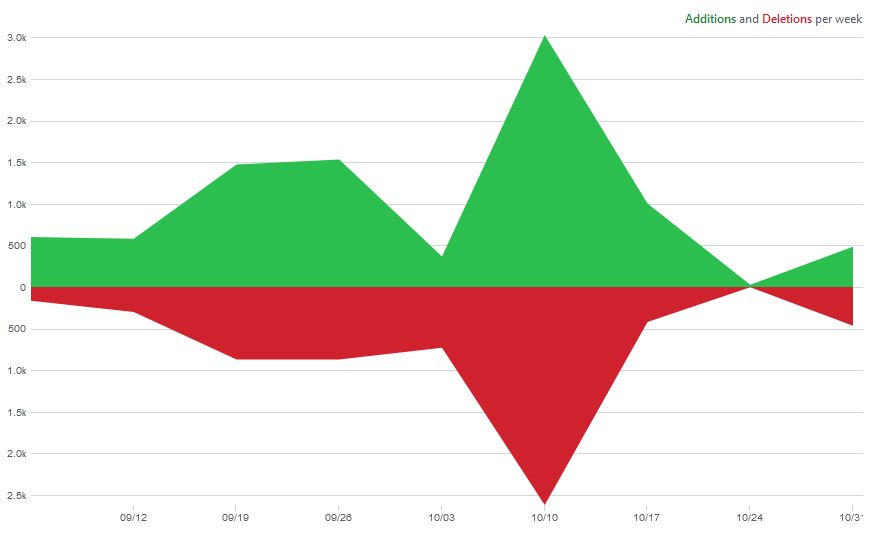 Additions and Deletions per week
3.0k
2.5k
2.0k
1.5k
1.0k
500
0
500
1.0k
1.5k
2.0k
2.5k
09/12 09/19 09/26 10/03 10/10 10/17 10/24 10/31